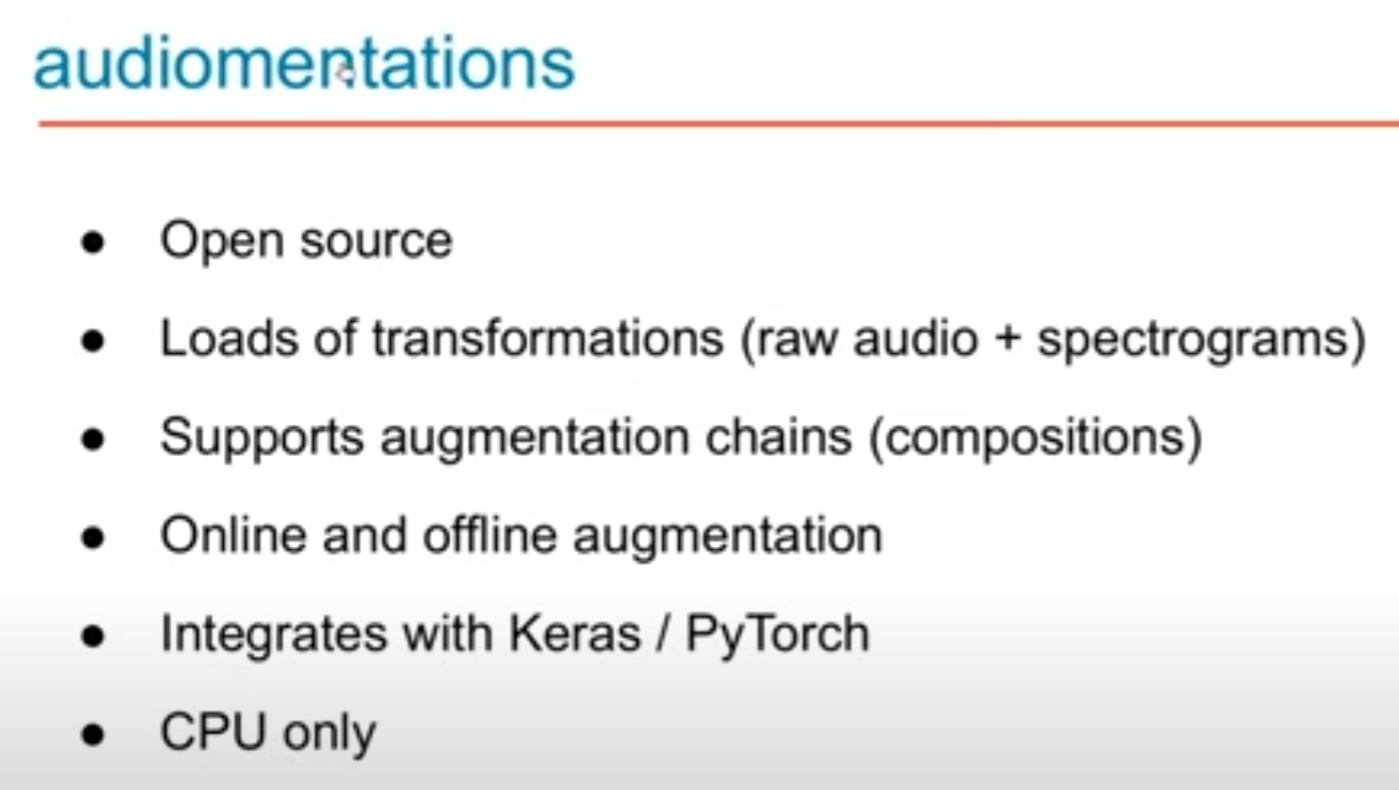 audiomentations
● Open source
● Loads of transformations (raw audio + spectrograms)
● Supports augmentation chains (compositions)
● Online and offline augmentation
● Integrates with Keras / PyTorch
● CPU only